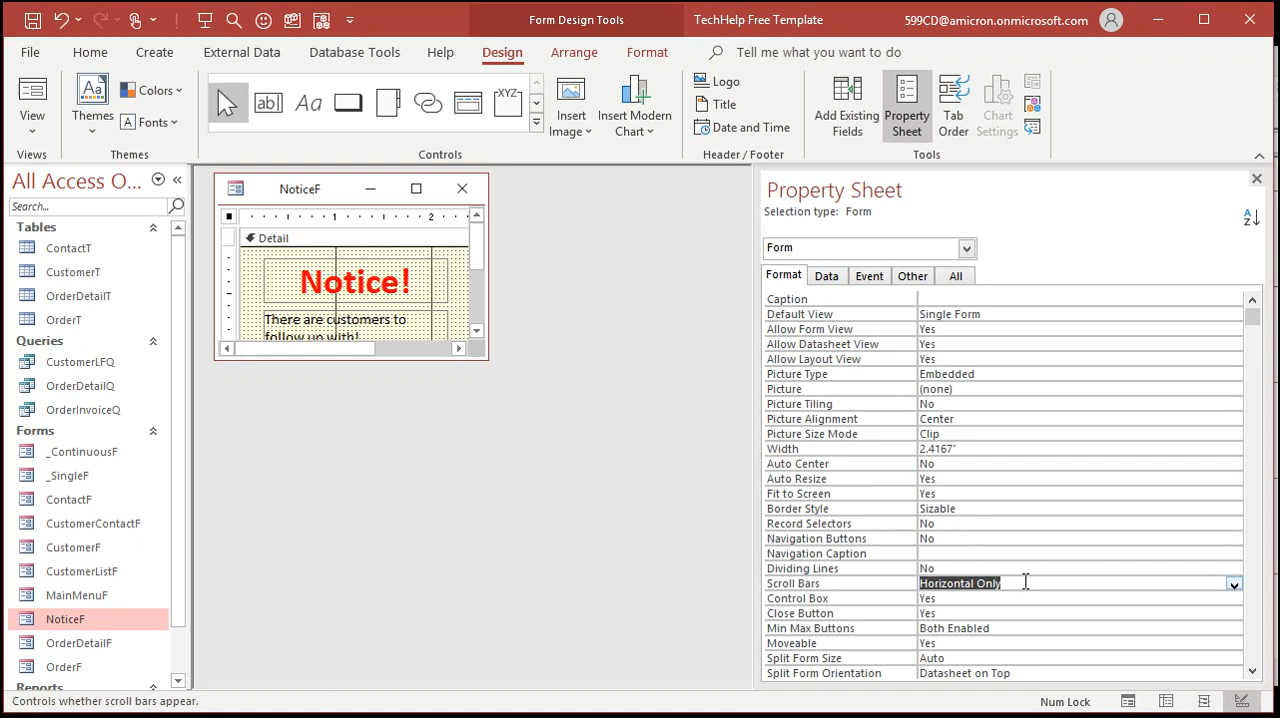 Form Design Tools
TechHelp Free Template
599CD@amicron.onmicrosoft.com
File Home Create External Data Database Tools Help Design Arrange Format Tell me what you want to do
View
Views
Themes
Colors
Fonts
Themes
ab|
Aa
XYZ
Insert Image
Insert Modern Chart
Controls
Logo
Title
Date and Time
Header / Footer
Add Existing Fields
Property Sheet
Tab Order
Chart Settings
Tools
All Access O...
Search...
Tables
ContactT
CustomerT
OrderDetailT
OrderT
Queries
CustomerLFQ
OrderDetailQ
OrderInvoiceQ
Forms
_ContinuousF
_SingleF
ContactF
CustomerContactF
CustomerF
CustomerListF
MainMenuF
NoticeF
OrderDetailF
OrderF
Reports
NoticeF
1 2
Detail
Notice!
There are customers to
follow up with!
Property Sheet
Selection type: Form
Form
Format Data Event Other All
Caption
Default View Single Form
Allow Form View Yes
Allow Datasheet View Yes
Allow Layout View Yes
Picture Type Embedded
Picture (none)
Picture Tiling No
Picture Alignment Center
Picture Size Mode Clip
Width 2.4167"
Auto Center No
Auto Resize Yes
Fit to Screen Yes
Border Style Sizable
Record Selectors No
Navigation Buttons No
Navigation Caption
Dividing Lines No
Scroll Bars Horizontal Only
Control Box Yes
Close Button Yes
Min Max Buttons Both Enabled
Moveable Yes
Split Form Size Auto
Split Form Orientation Datasheet on Top
Controls whether scroll bars appear.
Num Lock